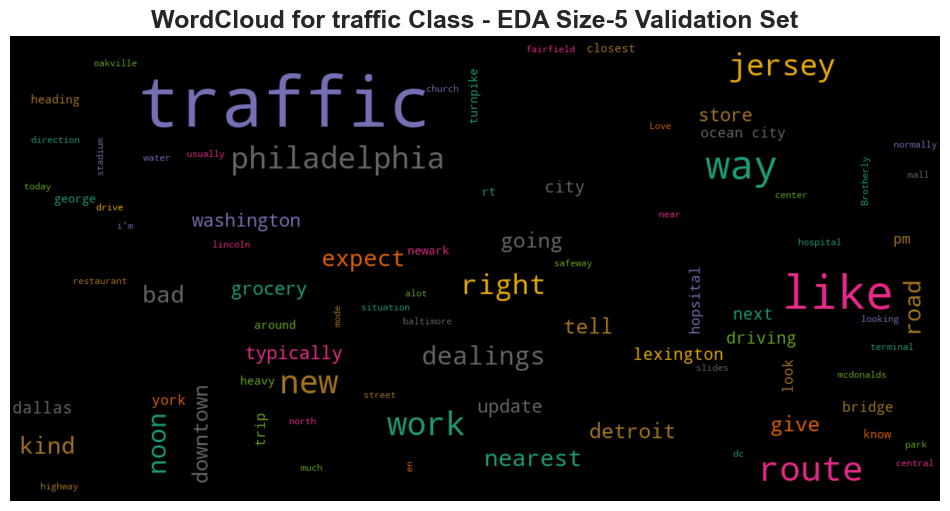 WordCloud for traffic Class - EDA Size-5 Validation Set
fairfield
closest
oakville
jersey
traffic
church
turnpike
heading
store
Love
ocean city
direction
stadium
water
usually
philadelphia
way
normally
Brotherly
mall
today
george
drive
rt
city
center
i'm
washington
near
lincoln
expect
newark
going
safeway
hospital
pm
restaurant
bad
grocery
right
alot
situation
mode
baltimore
hopsital
like
looking
road
around
tell
next
driving
terminal
typically
dealings
lexington
slides
look
mcdonalds
heavy
new
street
dallas
york
noon
downtown
trip
north
work
update
detroit
give
bridge
know
kind
nearest
dc
park
central
route
much
en
highway